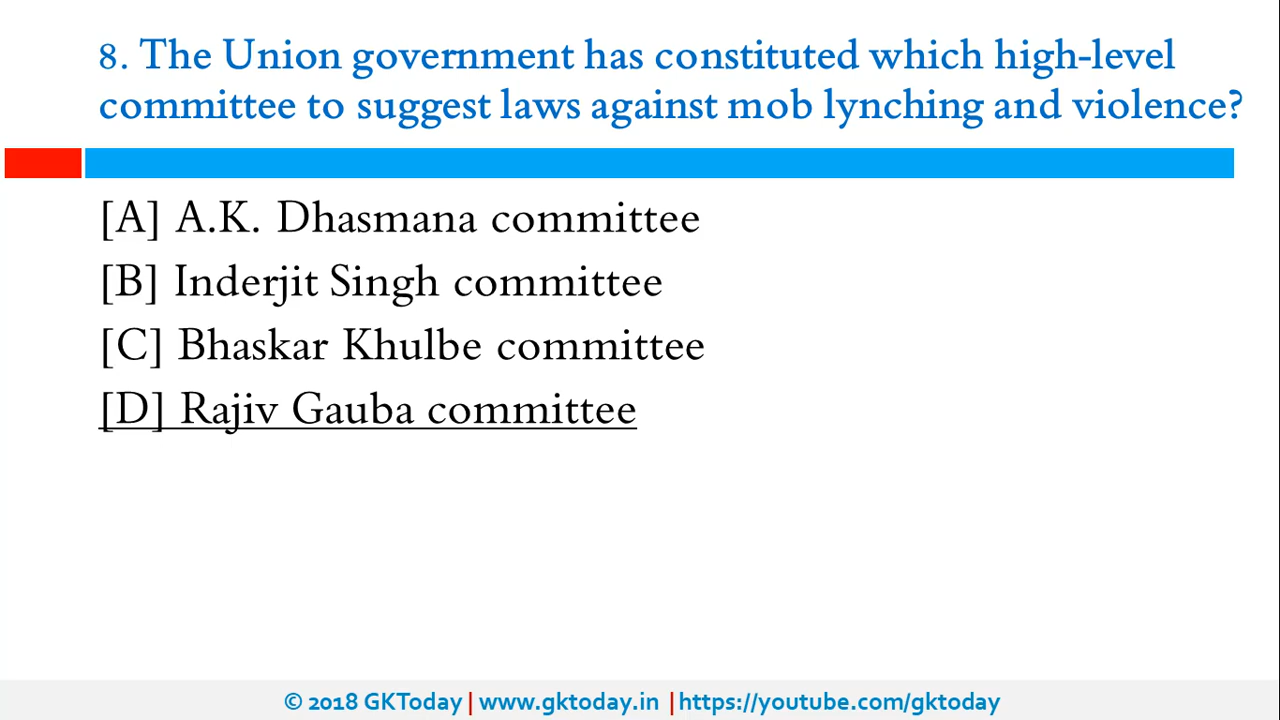 8. The Union government has constituted which high-level
committee to suggest laws against mob lynching and violence?
[A] A.K. Dhasmana committee
[B] Inderjit Singh committee
[C] Bhaskar Khulbe committee
[D] Rajiv Gauba committee
© 2018 GKToday | www.gktoday.in | https://youtube.com/gktoday